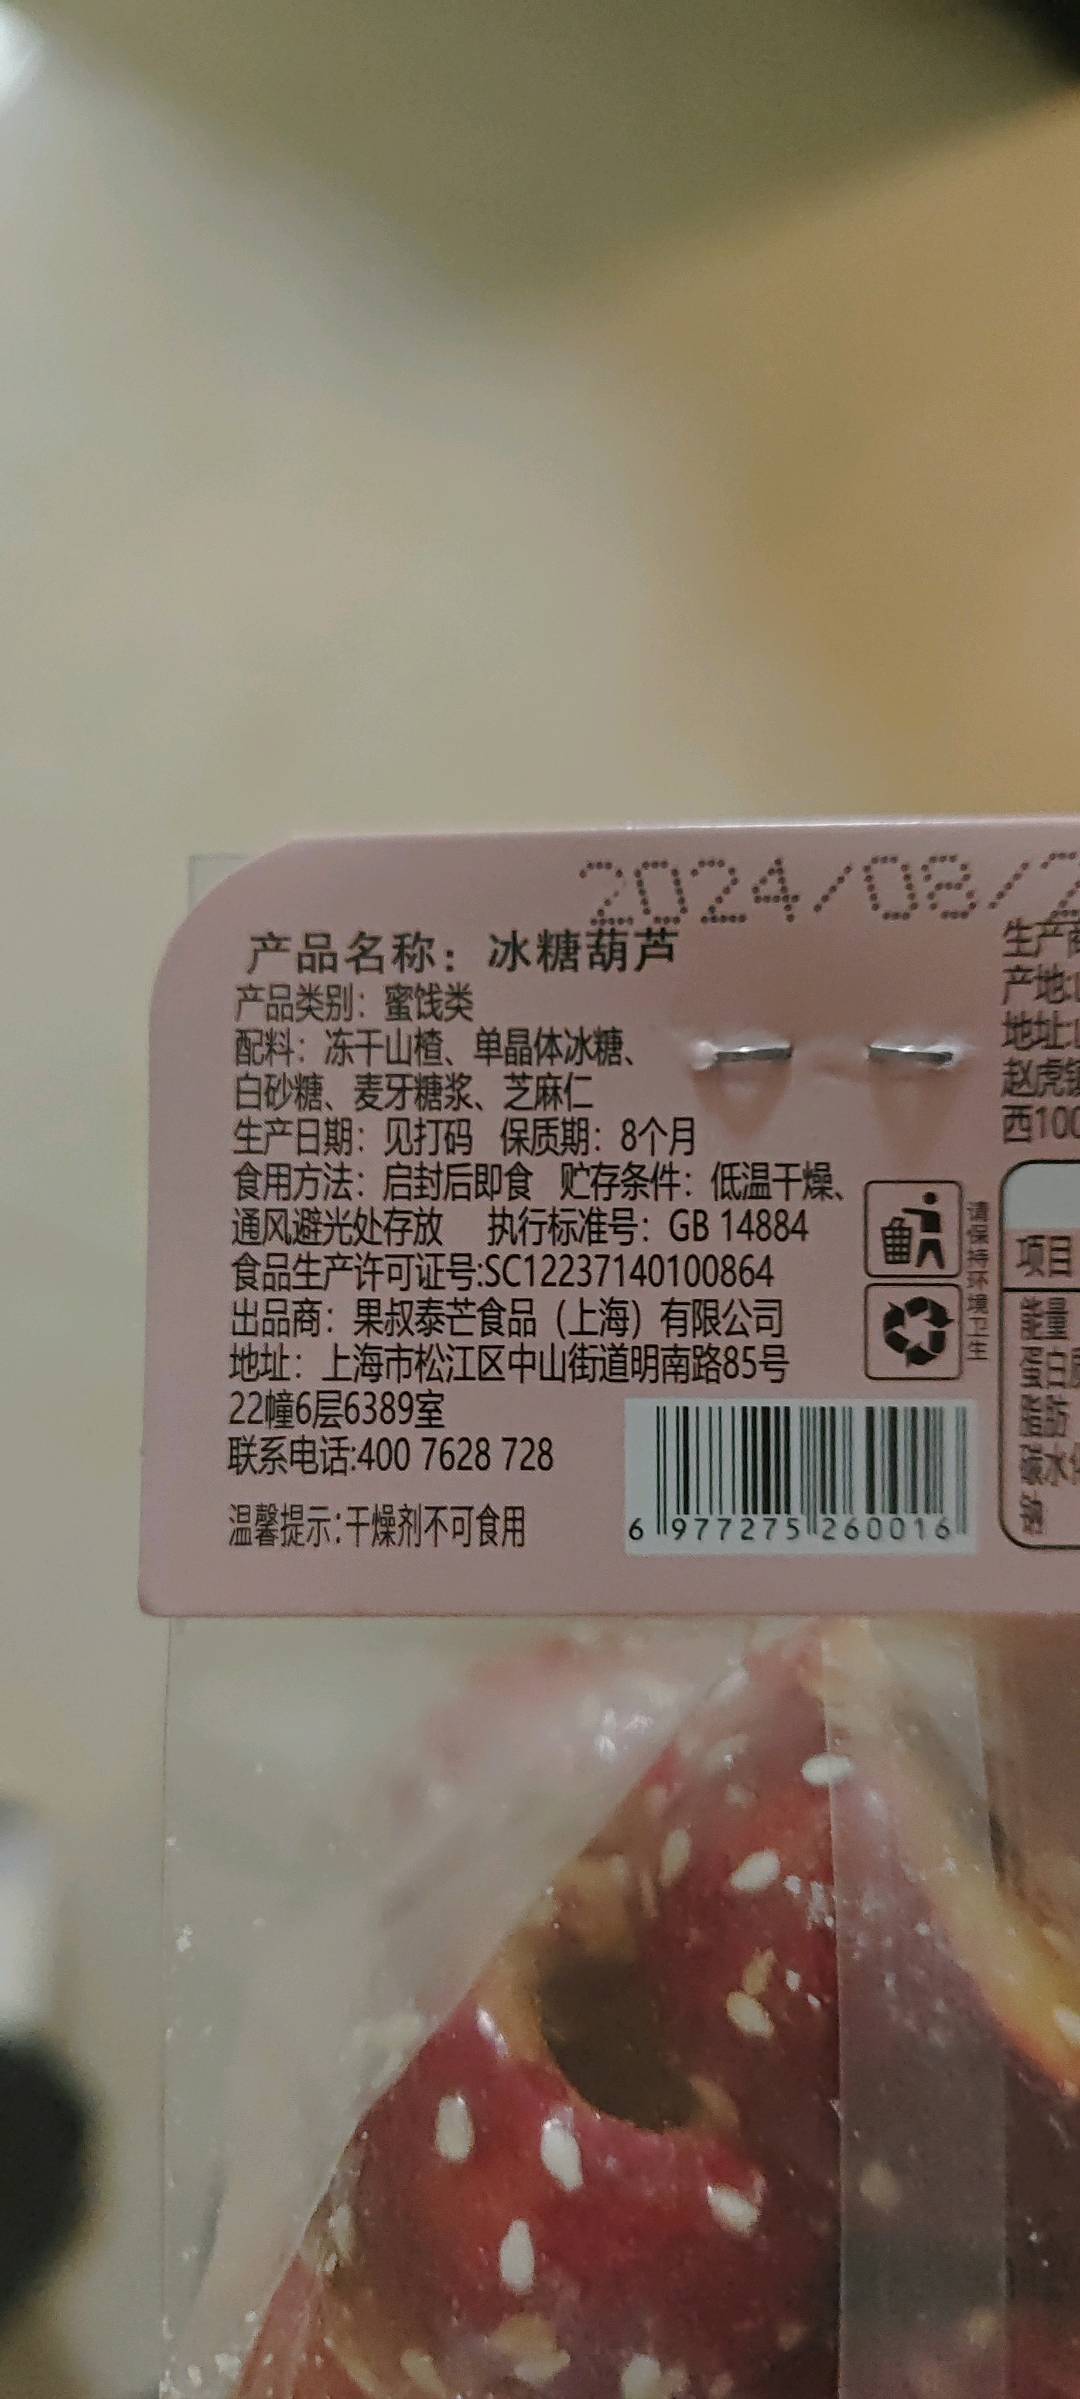 2024/08/2
产品名称：冰糖葫芦
产品类别：蜜饯类
配料：冻干山楂、单晶体冰糖、
白砂糖、麦牙糖浆、芝麻仁
生产日期：见打码 保质期：8个月
食用方法：启封后即食 贮存条件：低温干燥、
通风避光处存放 执行标准号：GB 14884
食品生产许可证号:SC12237140100864
出品商：果叔泰芒食品（上海）有限公司
地址：上海市松江区中山街道明南路85号
22幢6层6389室
联系电话:400 7628 728
温馨提示:干燥剂不可食用
请保持环境卫生
6 977275 260016
生产商
产地:
地址:
赵虎镇
西100
项目
能量
蛋白质
脂肪
碳水化
钠